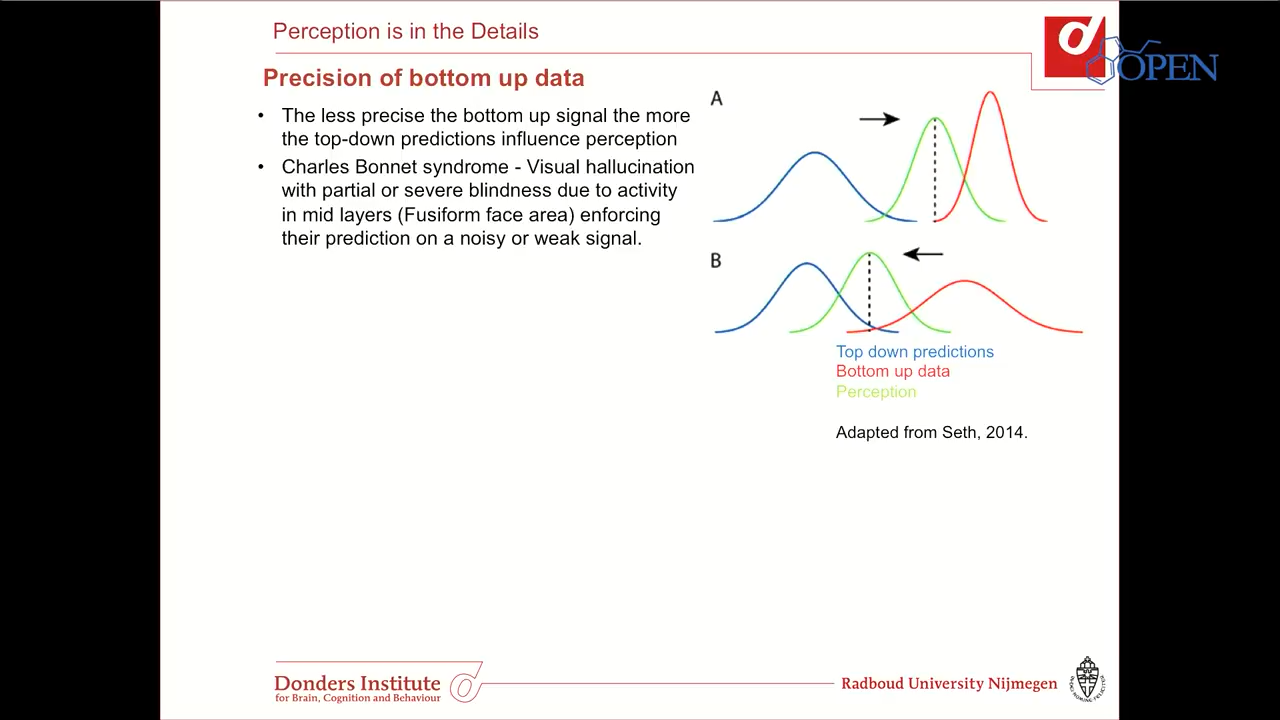 Perception is in the Details
OPEN
Precision of bottom up data
• The less precise the bottom up signal the more
the top-down predictions influence perception
• Charles Bonnet syndrome - Visual hallucination
with partial or severe blindness due to activity
in mid layers (Fusiform face area) enforcing
their prediction on a noisy or weak signal.
A
B
Top down predictions
Bottom up data
Perception
Adapted from Seth, 2014.
Donders Institute
for Brain, Cognition and Behaviour
Radboud University Nijmegen